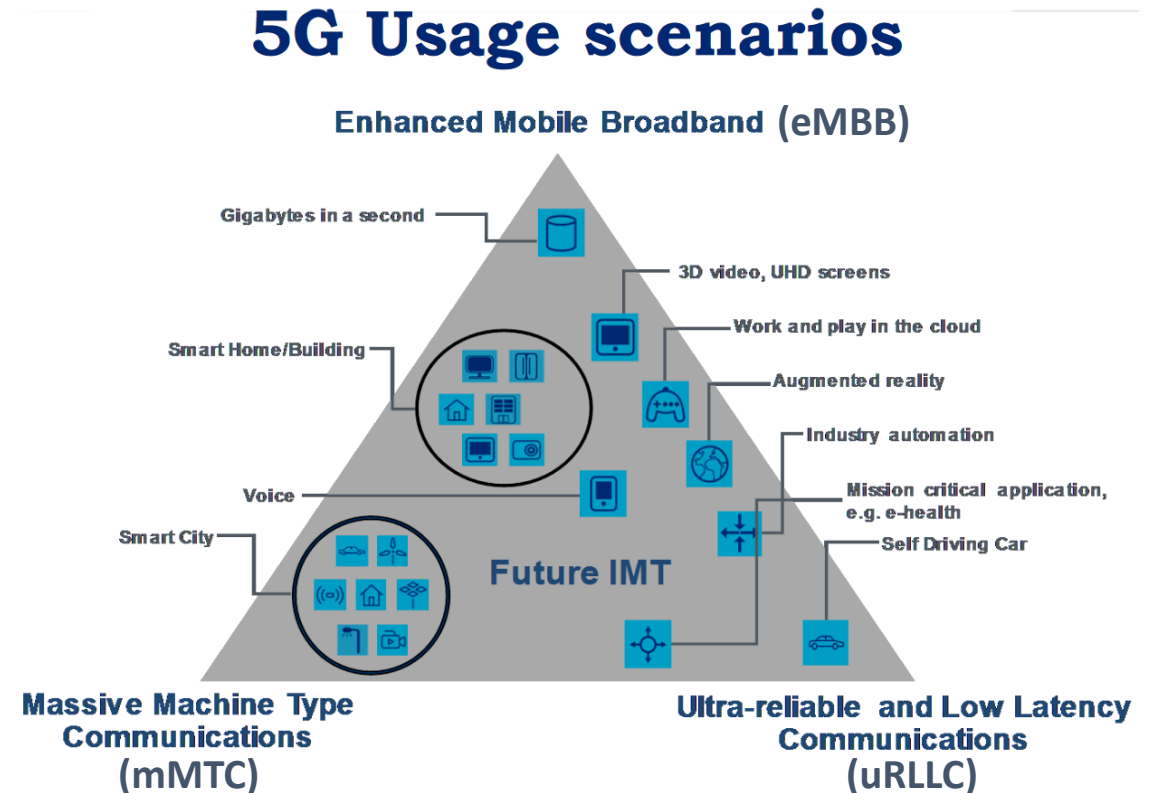 5G Usage scenarios
Enhanced Mobile Broadband (eMBB)
Gigabytes in a second
3D video, UHD screens
Work and play in the cloud
Smart Home/Building
Augmented reality
Industry automation
Voice
Mission critical application,
e.g. e-health
Smart City
Self Driving Car
Future IMT
Massive Machine Type
Communications
(mMTC)
Ultra-reliable and Low Latency
Communications
(uRLLC)